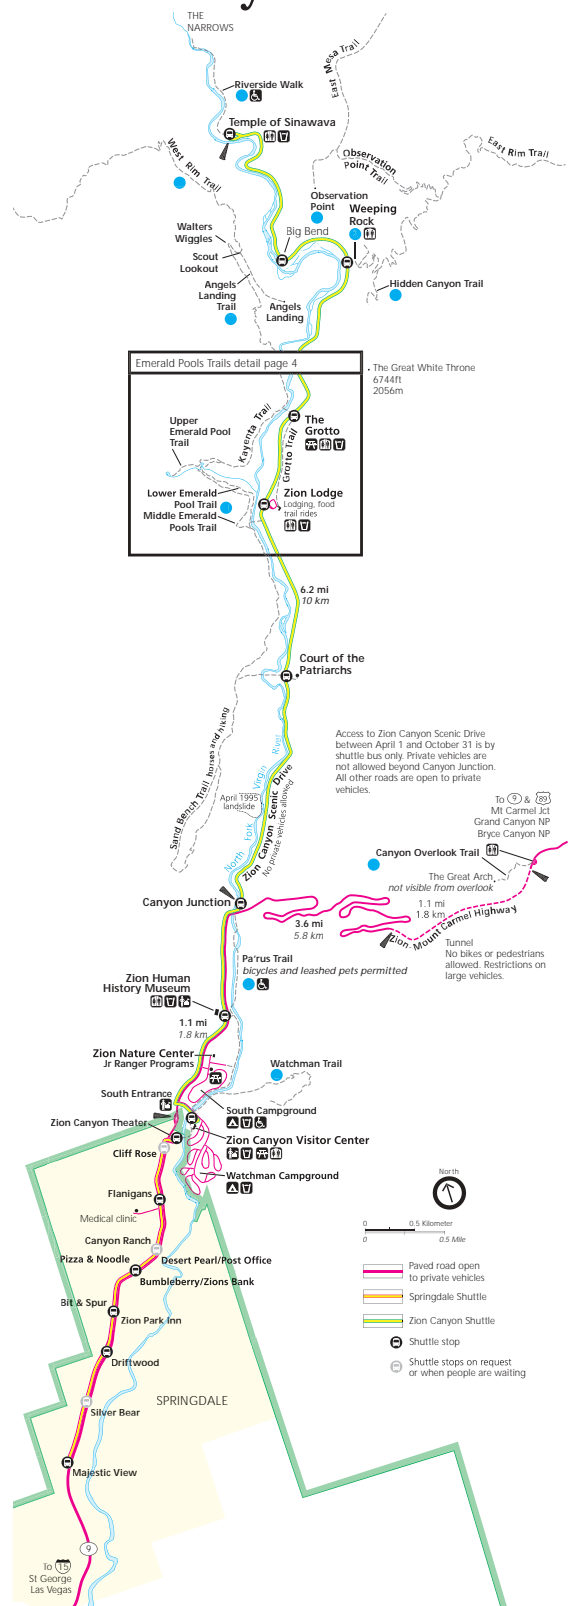 THE
NARROWS
East Mesa Trail
Riverside Walk
Temple of Sinawava
West Rim Trail
East Rim Trail
Observation
Point Trail
Observation
Point
Weeping
Rock
Walters
Wiggles
Big Bend
Scout
Lookout
Hidden Canyon Trail
Angels
Landing
Trail
Angels
Landing
Emerald Pools Trails detail page 4
The Great White Throne
6744ft
2056m
Kayenta Trail
Upper
Emerald Pool
Trail
The
Grotto
Grotto Trail
Lower Emerald
Pool Trail
Middle Emerald
Pools Trail
Zion Lodge
Lodging, food
trail rides
6.2 mi
10 km
Court of the
Patriarchs
Sand Bench Trail horses and hiking
Access to Zion Canyon Scenic Drive
between April 1 and October 31 is by
shuttle bus only. Private vehicles are
not allowed beyond Canyon Junction.
All other roads are open to private
vehicles.
North Fork Virgin River
April 1995
landslide
Zion Canyon Scenic Drive
No private vehicles allowed
To 9 & 89
Mt Carmel Jct
Grand Canyon NP
Bryce Canyon NP
Canyon Overlook Trail
The Great Arch
not visible from overlook
Canyon Junction
1.1 mi
1.8 km
3.6 mi
5.8 km
Zion-Mount Carmel Highway
Tunnel
No bikes or pedestrians
allowed. Restrictions on
large vehicles.
Pa'rus Trail
bicycles and leashed pets permitted
Zion Human
History Museum
1.1 mi
1.8 km
Zion Nature Center
Jr Ranger Programs
Watchman Trail
South Entrance
South Campground
Zion Canyon Theater
Zion Canyon Visitor Center
Cliff Rose
Watchman Campground
Flanigans
Medical clinic
North
Canyon Ranch
Desert Pearl/Post Office
Pizza & Noodle
Bumbleberry/Zions Bank
0 0.5 Kilometer
0 0.5 Mile
Paved road open
to private vehicles
Springdale Shuttle
Zion Canyon Shuttle
Shuttle stop
Shuttle stops on request
or when people are waiting
Bit & Spur
Zion Park Inn
Driftwood
SPRINGDALE
Silver Bear
Majestic View
9
To 15
St George
Las Vegas